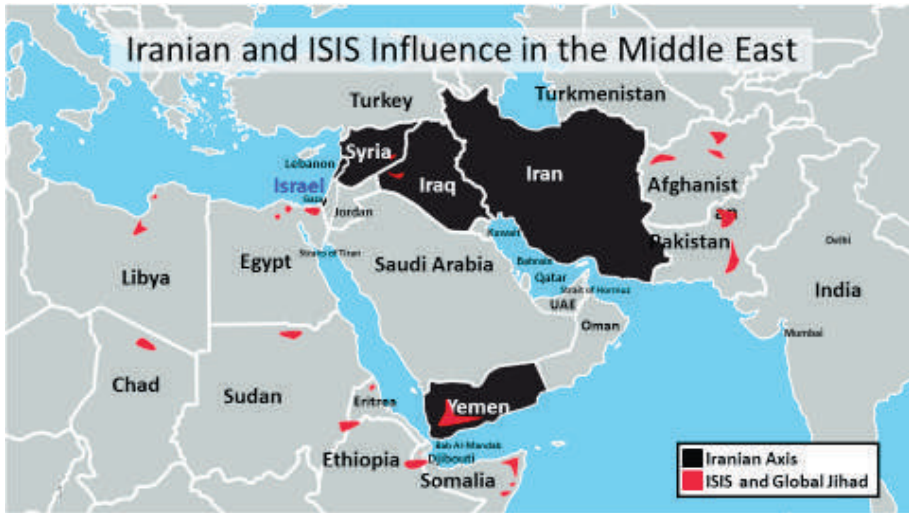 Iranian and ISIS Influence in the Middle East
Turkey
Turkmenistan
Lebanon
Syria
Iraq
Iran
Israel
Gaza
Jordan
Afghanist
an
Pakistan
Kuwait
Delhi
Libya
Egypt
Straits of Tiran
Saudi Arabia
Bahrain
Qatar
Strait of Hormuz
UAE
India
Oman
Mumbai
Chad
Sudan
Eritrea
Yemen
Bab Al-Mandab
Ethiopia
Djibouti
Somalia
Iranian Axis
ISIS and Global Jihad